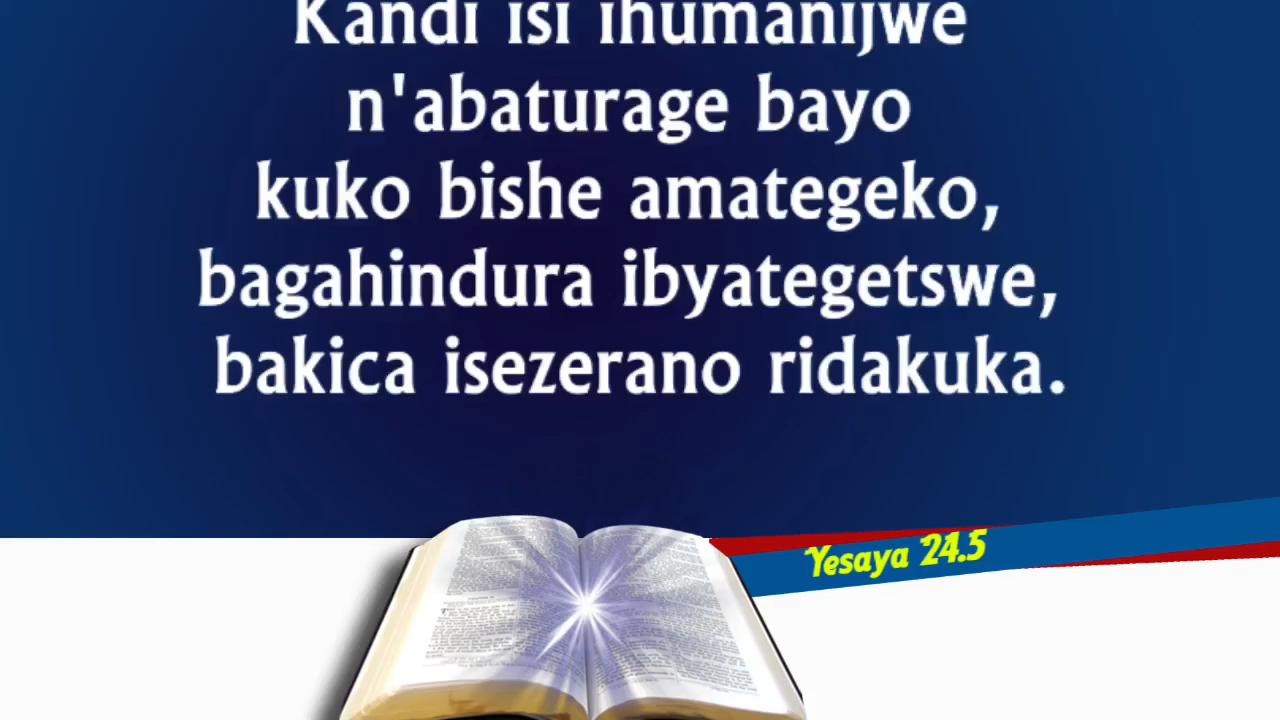 Kandi isi ihumanijwe
n'abaturage bayo
kuko bishe amategeko,
bagahindura ibyategetswe,
bakica isezerano ridakuka.
Yesaya 24.5